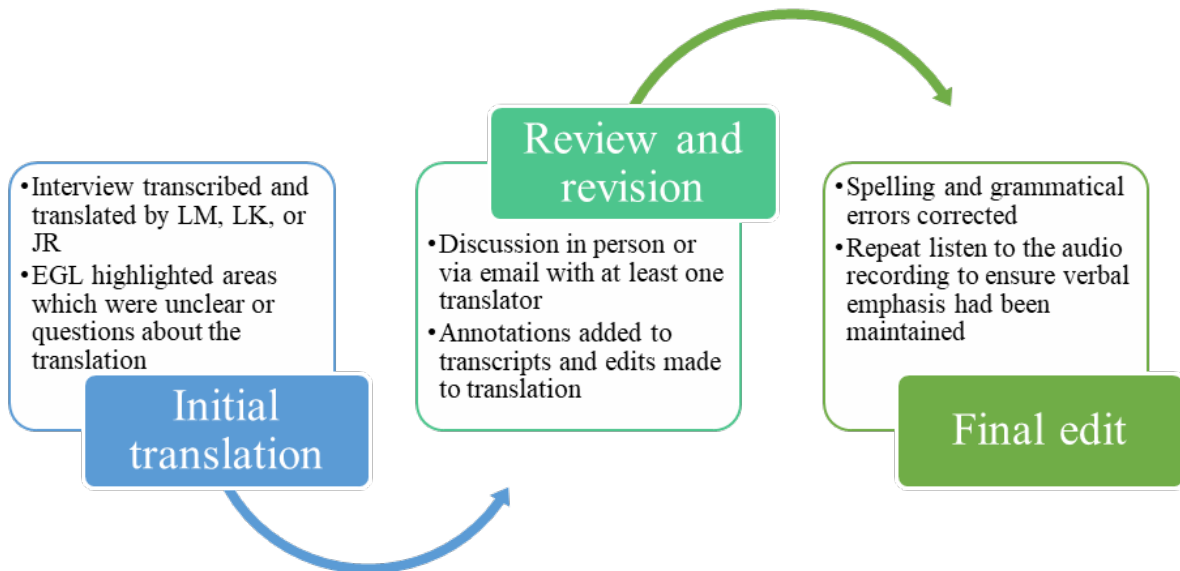 •Interview transcribed and
translated by LM, LK, or
JR
•EGL highlighted areas
which were unclear or
questions about the
translation
Initial
translation
Review and
revision
•Discussion in person or
via email with at least one
translator
•Annotations added to
transcripts and edits made
to translation
•Spelling and grammatical
errors corrected
•Repeat listen to the audio
recording to ensure verbal
emphasis had been
maintained
Final edit